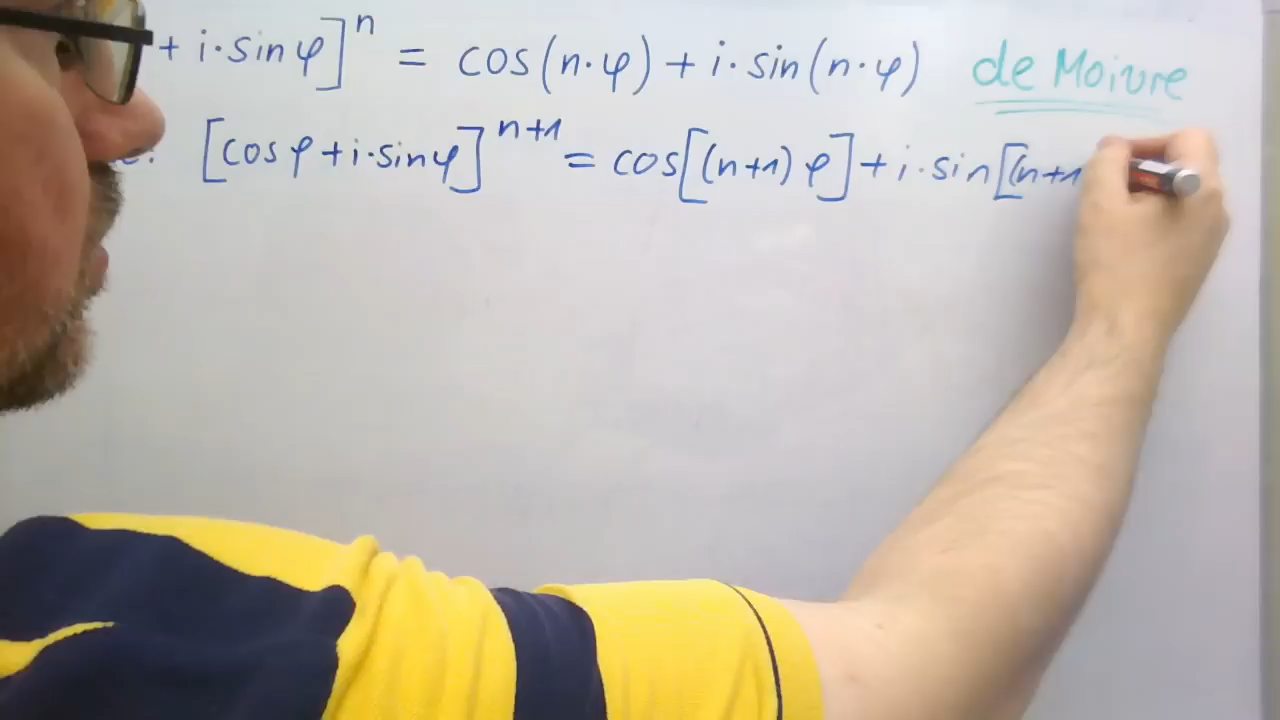 + i·sin φ]ⁿ = cos(n·φ) + i·sin(n·φ) de Moivre
[cos φ + i·sin φ]ⁿ⁺¹ = cos[(n+1) φ] + i·sin[(n+1